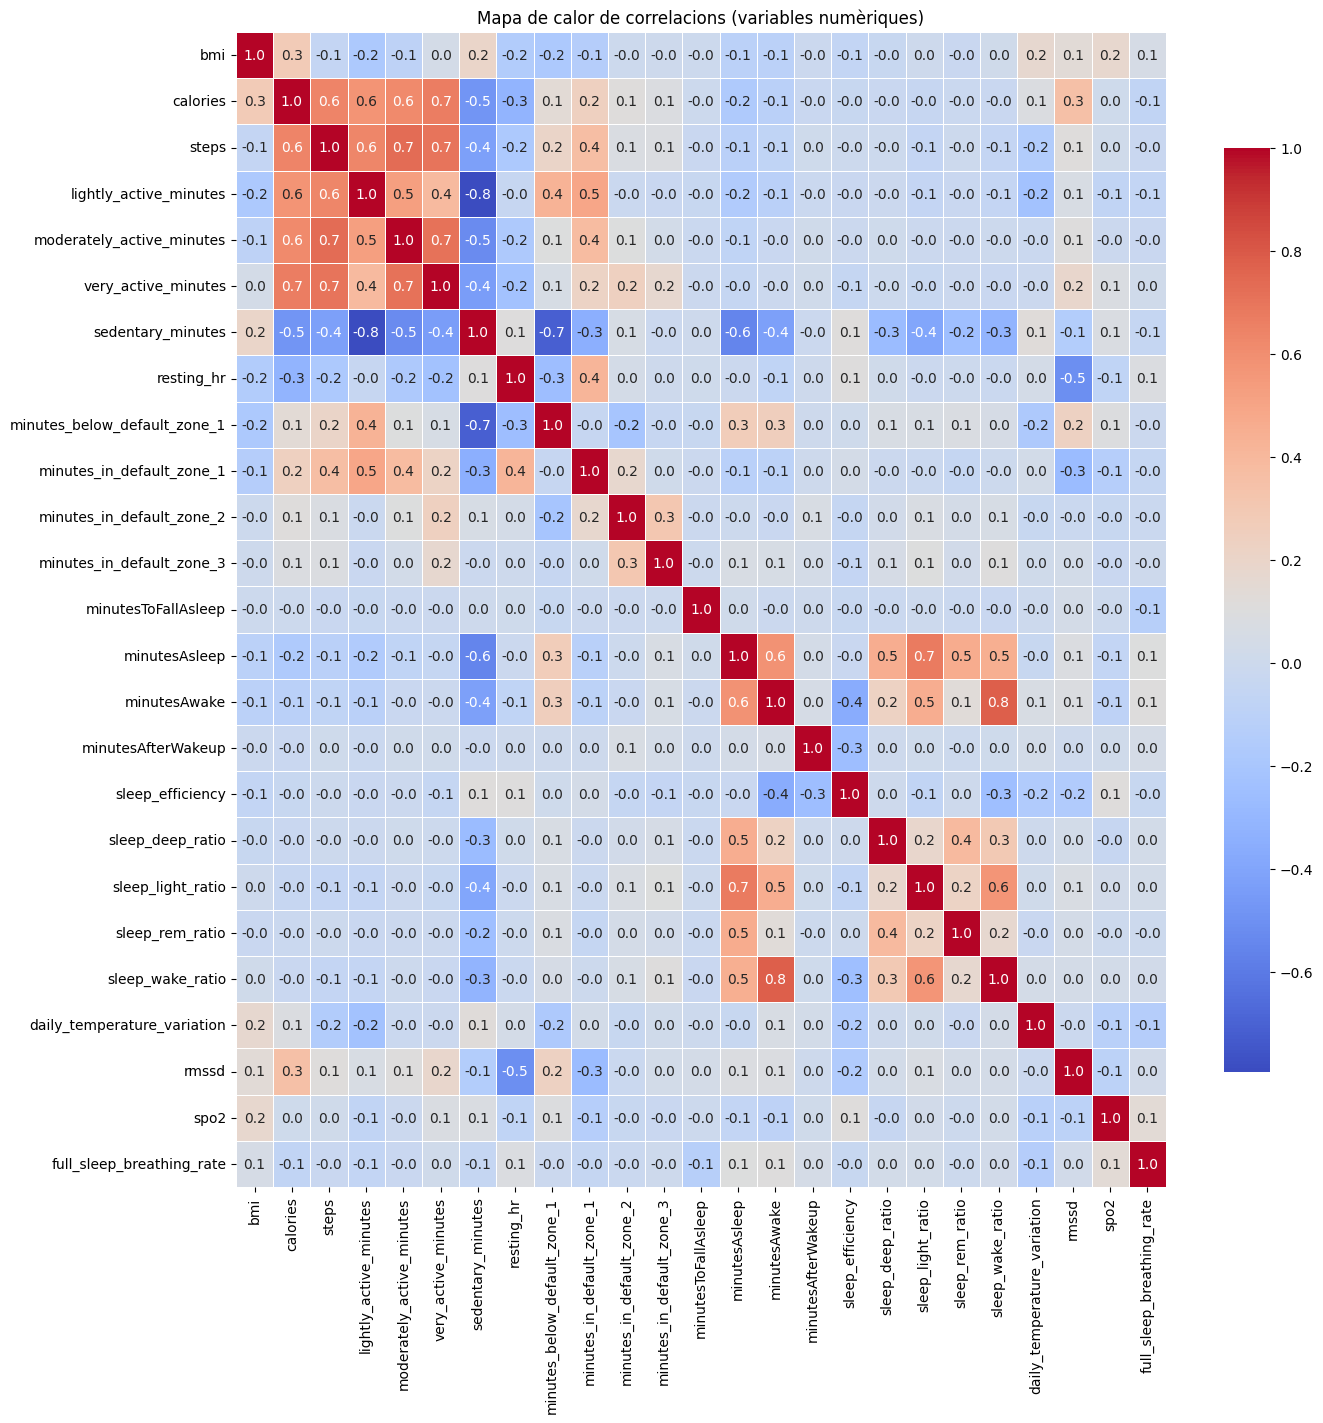 Mapa de calor de correlacions (variables numèriques)
bmi 1.0 0.3 -0.1 -0.2 -0.1 0.0 0.2 -0.2 -0.2 -0.1 -0.0 -0.0 -0.0 -0.1 -0.1 -0.0 -0.1 -0.0 0.0 -0.0 0.0 0.2 0.1 0.2 0.1
calories 0.3 1.0 0.6 0.6 0.6 0.7 -0.5 -0.3 0.1 0.2 0.1 0.1 -0.0 -0.2 -0.1 -0.0 -0.0 -0.0 -0.0 -0.0 -0.0 0.1 0.3 0.0 -0.1
steps -0.1 0.6 1.0 0.6 0.7 0.7 -0.4 -0.2 0.2 0.4 0.1 0.1 -0.0 -0.1 -0.1 0.0 -0.0 -0.0 -0.1 -0.0 -0.1 -0.2 0.1 0.0 -0.0
lightly_active_minutes -0.2 0.6 0.6 1.0 0.5 0.4 -0.8 -0.0 0.4 0.5 -0.0 -0.0 -0.0 -0.2 -0.1 -0.0 -0.0 -0.0 -0.1 -0.0 -0.1 -0.2 0.1 -0.1 -0.1
moderately_active_minutes -0.1 0.6 0.7 0.5 1.0 0.7 -0.5 -0.2 0.1 0.4 0.1 0.0 -0.0 -0.1 -0.0 0.0 -0.0 -0.0 -0.0 -0.0 -0.0 -0.0 0.1 -0.0 -0.0
very_active_minutes 0.0 0.7 0.7 0.4 0.7 1.0 -0.4 -0.2 0.1 0.2 0.2 0.2 -0.0 -0.0 -0.0 0.0 -0.1 -0.0 -0.0 -0.0 -0.0 -0.0 0.2 0.1 0.0
sedentary_minutes 0.2 -0.5 -0.4 -0.8 -0.5 -0.4 1.0 0.1 -0.7 -0.3 0.1 -0.0 0.0 -0.6 -0.4 -0.0 0.1 -0.3 -0.4 -0.2 -0.3 0.1 -0.1 0.1 -0.1
resting_hr -0.2 -0.3 -0.2 -0.0 -0.2 -0.2 0.1 1.0 -0.3 0.4 0.0 0.0 -0.0 -0.0 -0.1 0.0 0.1 0.0 -0.0 -0.0 -0.0 0.0 -0.5 -0.1 0.1
minutes_below_default_zone_1 -0.2 0.1 0.2 0.4 0.1 0.1 -0.7 -0.3 1.0 -0.0 -0.2 -0.0 -0.0 0.3 0.3 0.0 0.0 0.1 0.1 0.1 0.0 -0.2 0.2 0.1 -0.0
minutes_in_default_zone_1 -0.1 0.2 0.4 0.5 0.4 0.2 -0.3 0.4 -0.0 1.0 0.2 0.0 -0.0 -0.1 -0.1 0.0 0.0 -0.0 -0.0 -0.0 -0.0 0.0 -0.3 -0.1 -0.0
minutes_in_default_zone_2 -0.0 0.1 0.1 -0.0 0.1 0.2 0.1 0.0 -0.2 0.2 1.0 0.3 -0.0 -0.0 -0.0 0.1 -0.0 0.0 0.1 0.0 0.1 -0.0 -0.0 -0.0 -0.0
minutes_in_default_zone_3 -0.0 0.1 0.1 -0.0 0.0 0.2 -0.0 0.0 -0.0 0.0 0.3 1.0 -0.0 0.1 0.1 0.0 -0.1 0.1 0.1 0.0 0.1 0.0 0.0 -0.0 -0.0
minutesToFallAsleep -0.0 -0.0 -0.0 -0.0 -0.0 -0.0 0.0 -0.0 -0.0 -0.0 -0.0 -0.0 1.0 0.0 -0.0 0.0 -0.0 -0.0 -0.0 -0.0 -0.0 -0.0 0.0 -0.0 -0.1
minutesAsleep -0.1 -0.2 -0.1 -0.2 -0.1 -0.0 -0.6 -0.0 0.3 -0.1 -0.0 0.1 0.0 1.0 0.6 0.0 -0.0 0.5 0.7 0.5 0.5 -0.0 0.1 -0.1 0.1
minutesAwake -0.1 -0.1 -0.1 -0.1 -0.0 -0.0 -0.4 -0.1 0.3 -0.1 -0.0 0.1 -0.0 0.6 1.0 0.0 -0.4 0.2 0.5 0.1 0.8 0.1 0.1 -0.1 0.1
minutesAfterWakeup -0.0 -0.0 0.0 -0.0 0.0 0.0 -0.0 0.0 0.0 0.0 0.1 0.0 0.0 0.0 0.0 1.0 -0.3 0.0 0.0 -0.0 0.0 0.0 0.0 0.0 0.0
sleep_efficiency -0.1 -0.0 -0.0 -0.0 -0.0 -0.1 0.1 0.1 0.0 0.0 -0.0 -0.1 -0.0 -0.0 -0.4 -0.3 1.0 0.0 -0.1 0.0 -0.3 -0.2 -0.2 0.1 -0.0
sleep_deep_ratio -0.0 -0.0 -0.0 -0.0 -0.0 -0.0 -0.3 0.0 0.1 -0.0 0.0 0.1 -0.0 0.5 0.2 0.0 0.0 1.0 0.2 0.4 0.3 0.0 0.0 -0.0 0.0
sleep_light_ratio 0.0 -0.0 -0.1 -0.1 -0.0 -0.0 -0.4 -0.0 0.1 -0.0 0.1 0.1 -0.0 0.7 0.5 0.0 -0.1 0.2 1.0 0.2 0.6 0.0 0.1 -0.0 0.0
sleep_rem_ratio -0.0 -0.0 -0.0 -0.0 -0.0 -0.0 -0.2 -0.0 0.1 -0.0 0.0 0.0 -0.0 0.5 0.1 -0.0 0.0 0.4 0.2 1.0 0.2 -0.0 0.0 -0.0 0.0
sleep_wake_ratio 0.0 -0.0 -0.1 -0.1 -0.0 -0.0 -0.3 -0.0 0.0 -0.0 0.1 0.1 -0.0 0.5 0.8 0.0 -0.3 0.3 0.6 0.2 1.0 0.0 0.0 0.0 0.0
daily_temperature_variation 0.2 0.1 -0.2 -0.2 -0.0 -0.0 0.1 0.0 -0.2 0.0 -0.0 0.0 -0.0 -0.0 0.1 0.0 -0.2 0.0 0.0 -0.0 0.0 1.0 -0.0 -0.1 -0.1
rmssd 0.1 0.3 0.1 0.1 0.1 0.2 -0.1 -0.5 0.2 -0.3 -0.0 0.0 0.0 0.1 0.1 0.0 -0.2 0.0 0.1 0.0 0.0 -0.0 1.0 -0.1 0.0
spo2 0.2 0.0 0.0 -0.1 -0.0 0.1 0.1 -0.1 0.1 -0.1 -0.0 -0.0 -0.0 -0.1 -0.1 0.0 0.1 -0.0 -0.0 -0.0 0.0 -0.1 -0.1 1.0 0.1
full_sleep_breathing_rate 0.1 -0.1 -0.0 -0.1 -0.0 0.0 -0.1 0.1 -0.0 -0.0 -0.0 -0.0 -0.1 0.1 0.1 0.0 -0.0 0.0 0.0 0.0 0.0 -0.1 0.0 0.1 1.0
bmi
calories
steps
lightly_active_minutes
moderately_active_minutes
very_active_minutes
sedentary_minutes
resting_hr
minutes_below_default_zone_1
minutes_in_default_zone_1
minutes_in_default_zone_2
minutes_in_default_zone_3
minutesToFallAsleep
minutesAsleep
minutesAwake
minutesAfterWakeup
sleep_efficiency
sleep_deep_ratio
sleep_light_ratio
sleep_rem_ratio
sleep_wake_ratio
daily_temperature_variation
rmssd
spo2
full_sleep_breathing_rate
1.0
0.8
0.6
0.4
0.2
0.0
−0.2
−0.4
−0.6